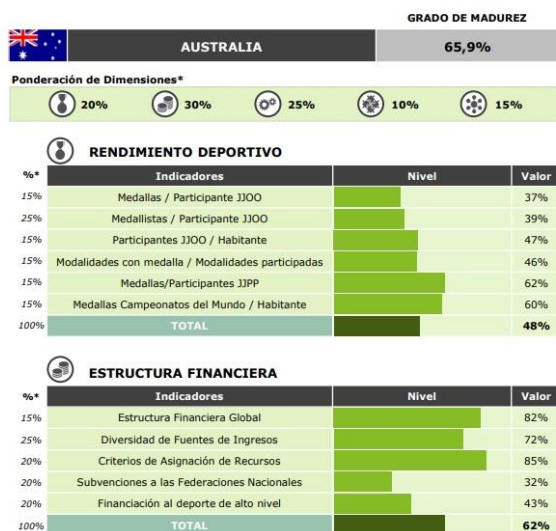 GRADO DE MADUREZ
AUSTRALIA 65,9%
Ponderación de Dimensiones*
20% 30% 25% 10% 15%
RENDIMIENTO DEPORTIVO
%* Indicadores Nivel Valor
15% Medallas / Participante JJOO 37%
25% Medallistas / Participante JJOO 39%
15% Participantes JJOO / Habitante 47%
15% Modalidades con medalla / Modalidades participadas 46%
15% Medallas/Participantes JJPP 62%
15% Medallas Campeonatos del Mundo / Habitante 60%
100% TOTAL 48%
ESTRUCTURA FINANCIERA
%* Indicadores Nivel Valor
15% Estructura Financiera Global 82%
25% Diversidad de Fuentes de Ingresos 72%
20% Criterios de Asignación de Recursos 85%
20% Subvenciones a las Federaciones Nacionales 32%
20% Financiación al deporte de alto nivel 43%
100% TOTAL 62%